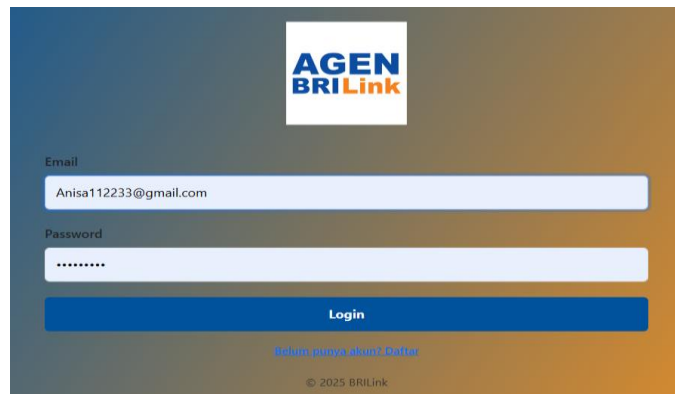 AGEN
BRILink
Email
Anisa112233@gmail.com
Password
•••••••••
Login
Belum punya akun? Daftar
© 2025 BRILink